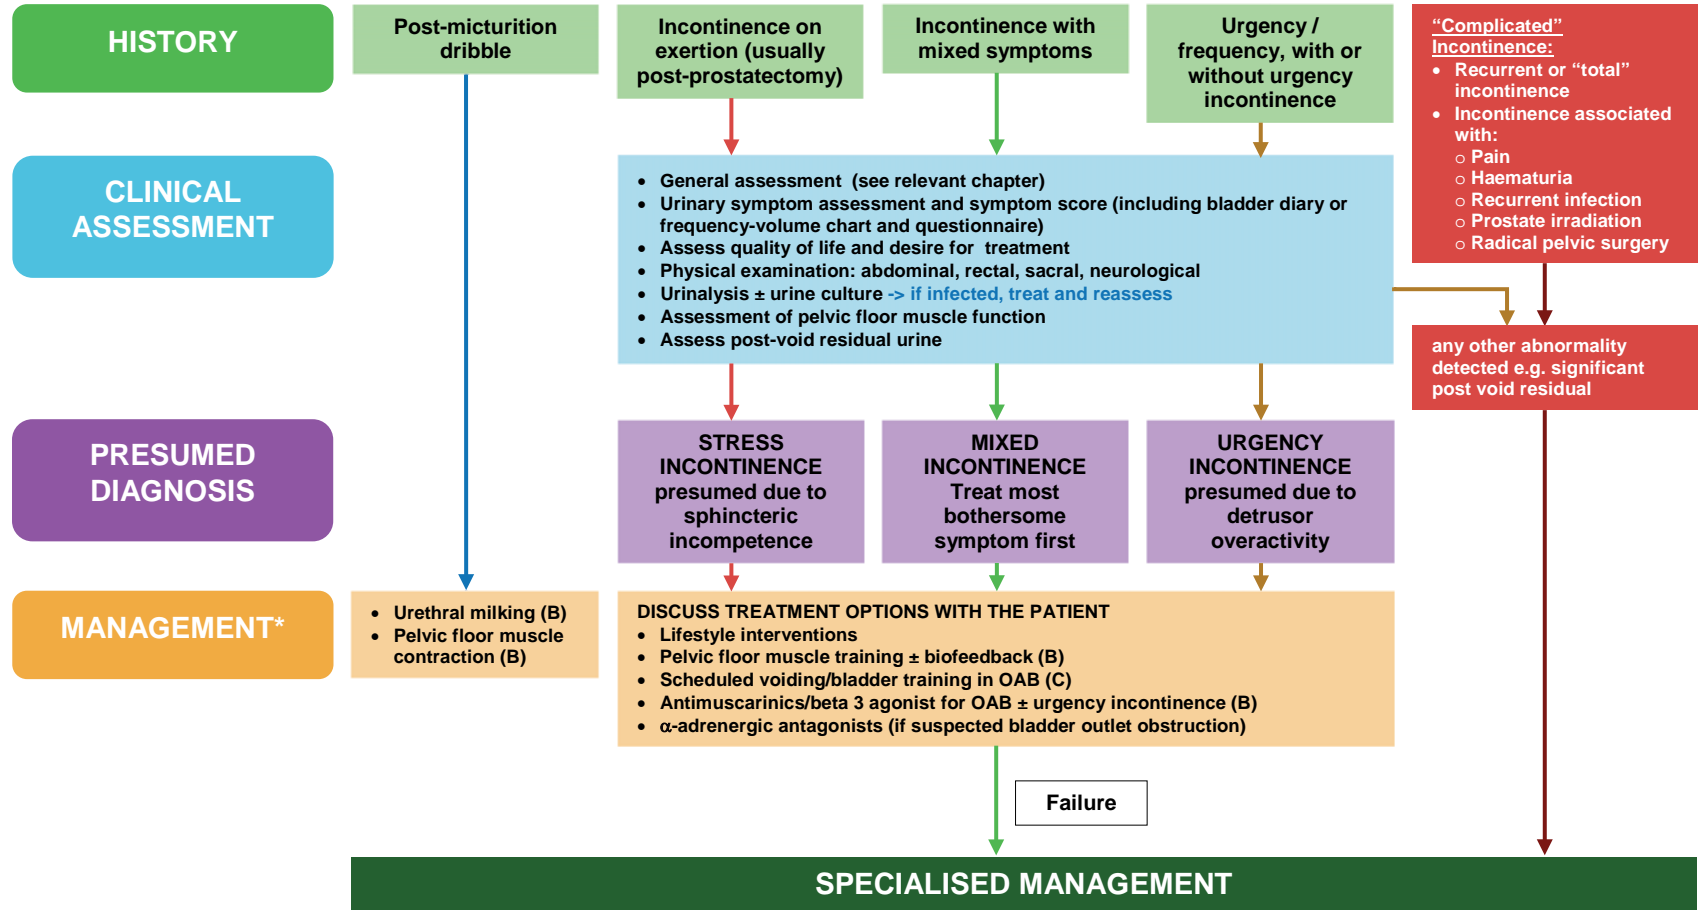 HISTORY
Post-micturition
dribble
Incontinence on
exertion (usually
post-prostatectomy)
Incontinence with
mixed symptoms
Urgency /
frequency, with or
without urgency
incontinence
“Complicated”
Incontinence:
• Recurrent or “total”
incontinence
• Incontinence associated
with:
o Pain
o Haematuria
o Recurrent infection
o Prostate irradiation
o Radical pelvic surgery
CLINICAL
ASSESSMENT
• General assessment (see relevant chapter)
• Urinary symptom assessment and symptom score (including bladder diary or
frequency-volume chart and questionnaire)
• Assess quality of life and desire for treatment
• Physical examination: abdominal, rectal, sacral, neurological
• Urinalysis ± urine culture -> if infected, treat and reassess
• Assessment of pelvic floor muscle function
• Assess post-void residual urine
any other abnormality
detected e.g. significant
post void residual
PRESUMED
DIAGNOSIS
STRESS
INCONTINENCE
presumed due to
sphincteric
incompetence
MIXED
INCONTINENCE
Treat most
bothersome
symptom first
URGENCY
INCONTINENCE
presumed due to
detrusor
overactivity
MANAGEMENT*
• Urethral milking (B)
• Pelvic floor muscle
contraction (B)
DISCUSS TREATMENT OPTIONS WITH THE PATIENT
• Lifestyle interventions
• Pelvic floor muscle training ± biofeedback (B)
• Scheduled voiding/bladder training in OAB (C)
• Antimuscarinics/beta 3 agonist for OAB ± urgency incontinence (B)
• α-adrenergic antagonists (if suspected bladder outlet obstruction)
Failure
SPECIALISED MANAGEMENT